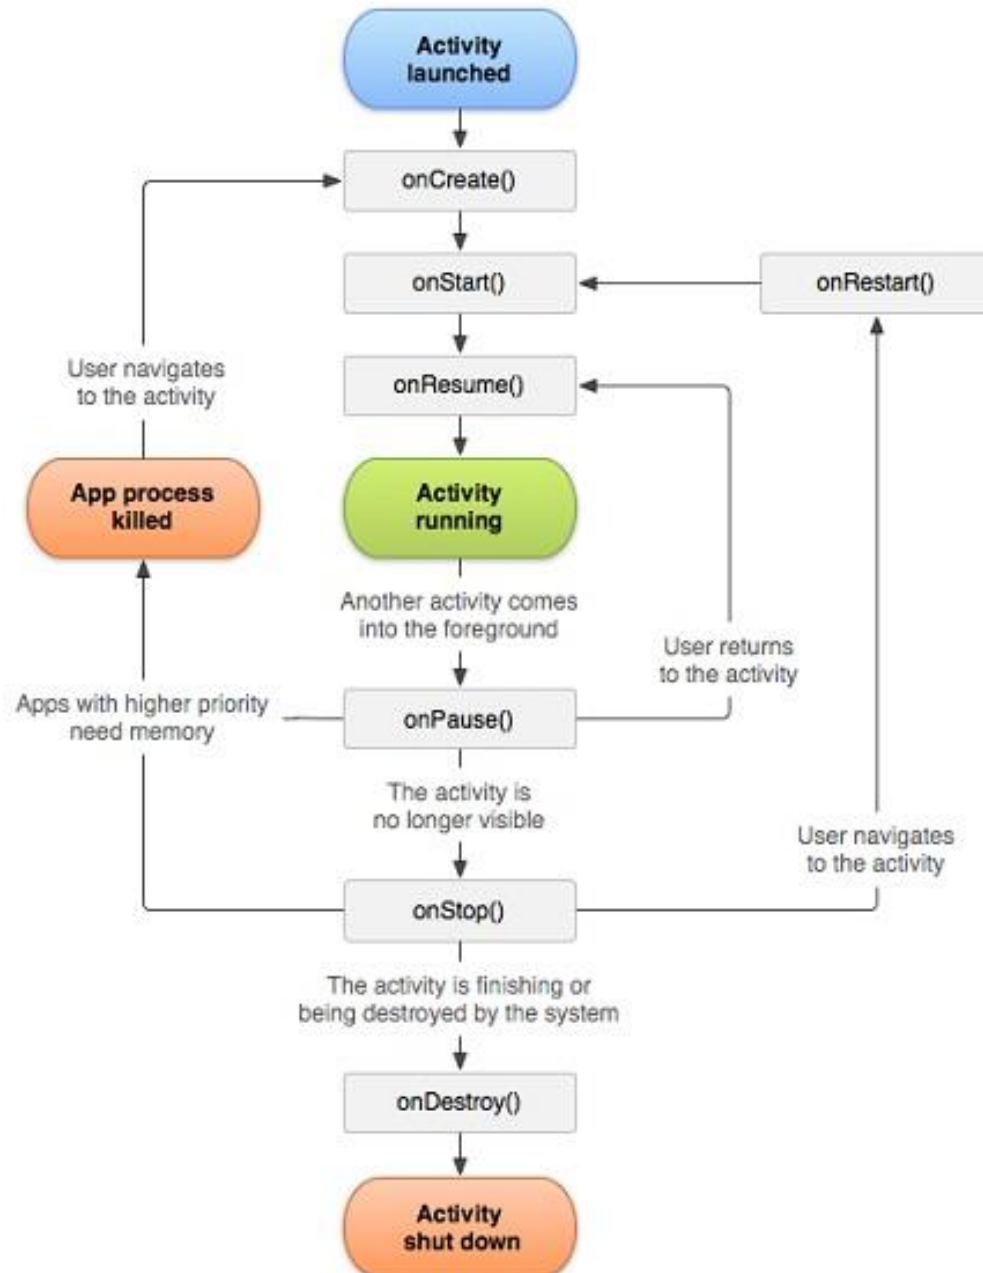 Activity
launched
onCreate()
onStart()
onRestart()
User navigates
to the activity
onResume()
App process
killed
Activity
running
Another activity comes
into the foreground
User returns
to the activity
Apps with higher priority
need memory
onPause()
The activity is
no longer visible
User navigates
to the activity
onStop()
The activity is finishing or
being destroyed by the system
onDestroy()
Activity
shut down